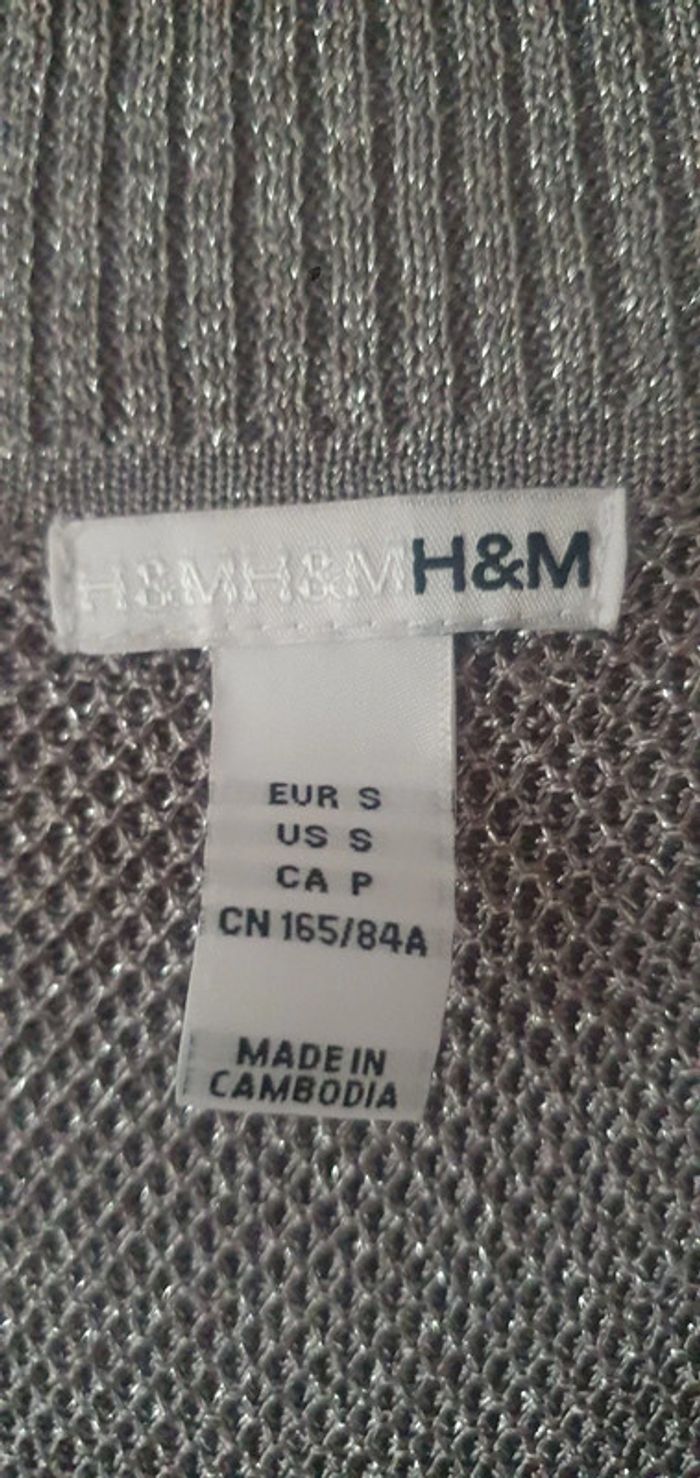 H&MH&MH&M
EUR S
US S
CA P
CN 165/84A
MADE IN
CAMBODIA